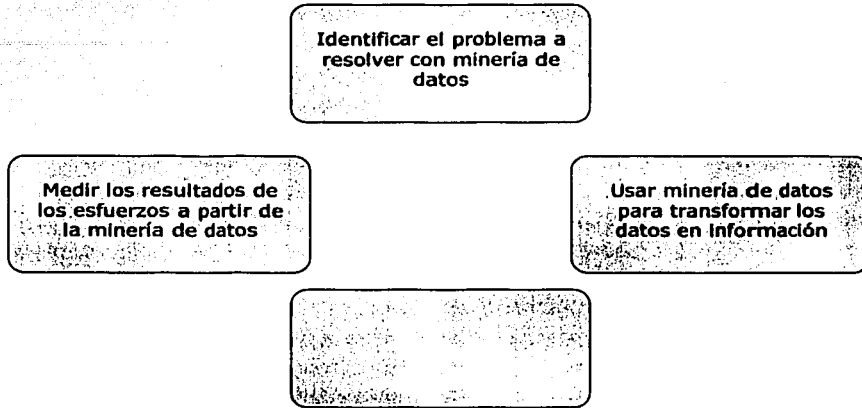 Identificar el problema a
resolver con minería de
datos
Medir los resultados de
los esfuerzos a partir de
la minería de datos
Usar minería de datos
para transformar los
datos en información